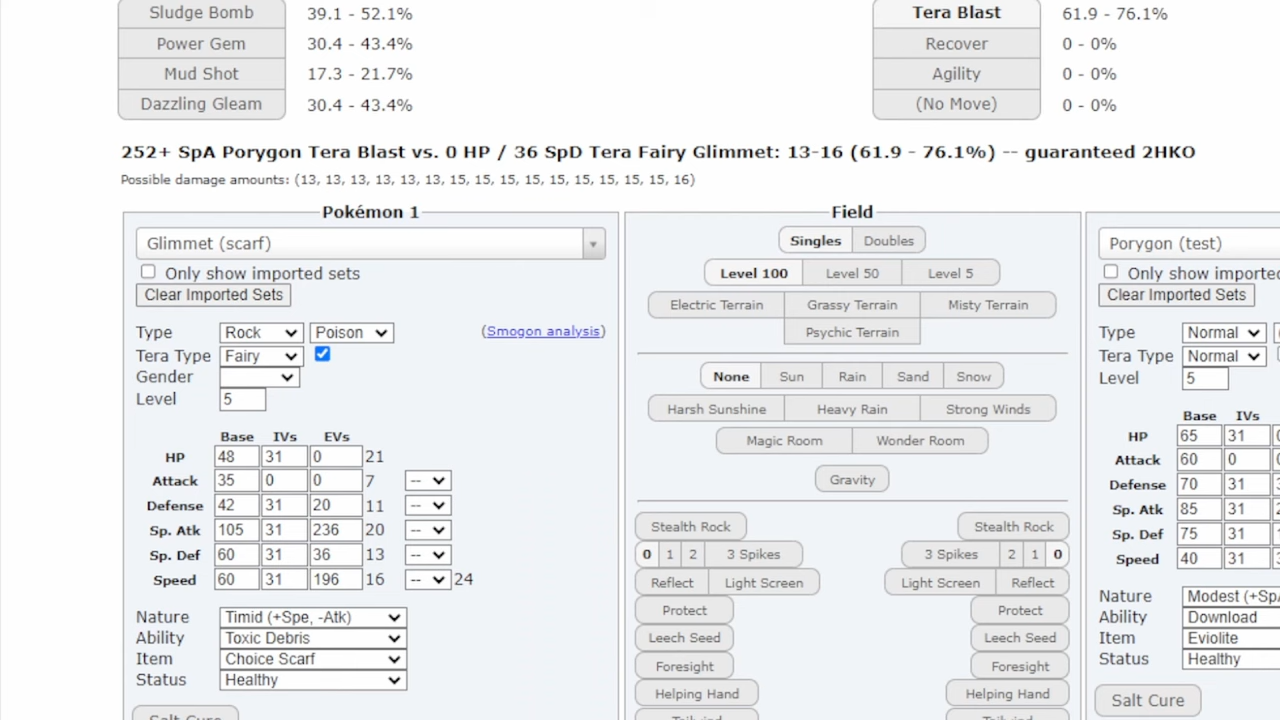 Sludge Bomb 39.1 - 52.1% Tera Blast 61.9 - 76.1%
Power Gem 30.4 - 43.4% Recover 0 - 0%
Mud Shot 17.3 - 21.7% Agility 0 - 0%
Dazzling Gleam 30.4 - 43.4% (No Move) 0 - 0%
252+ SpA Porygon Tera Blast vs. 0 HP / 36 SpD Tera Fairy Glimmet: 13-16 (61.9 - 76.1%) -- guaranteed 2HKO
Possible damage amounts: (13, 13, 13, 13, 13, 13, 15, 15, 15, 15, 15, 15, 15, 15, 15, 16)
Pokémon 1
Glimmet (scarf)
Only show imported sets
Clear Imported Sets
Type Rock Poison (Smogon analysis)
Tera Type Fairy
Gender
Level 5
Base IVs EVs
HP 48 31 0 21
Attack 35 0 0 7 --
Defense 42 31 20 11 --
Sp. Atk 105 31 236 20 --
Sp. Def 60 31 36 13 --
Speed 60 31 196 16 -- 24
Nature Timid (+Spe, -Atk)
Ability Toxic Debris
Item Choice Scarf
Status Healthy
Salt Cure
Field
Singles Doubles
Level 100 Level 50 Level 5
Electric Terrain Grassy Terrain Misty Terrain
Psychic Terrain
None Sun Rain Sand Snow
Harsh Sunshine Heavy Rain Strong Winds
Magic Room Wonder Room
Gravity
Stealth Rock Stealth Rock
0 1 2 3 Spikes 3 Spikes 2 1 0
Reflect Light Screen Light Screen Reflect
Protect Protect
Leech Seed Leech Seed
Foresight Foresight
Helping Hand Helping Hand
Tailwind Tailwind
Porygon (test)
Only show imported
Clear Imported Sets
Type Normal
Tera Type Normal
Level 5
Base IVs
HP 65 31
Attack 60 0
Defense 70 31
Sp. Atk 85 31
Sp. Def 75 31
Speed 40 31
Nature Modest (+SpA
Ability Download
Item Eviolite
Status Healthy
Salt Cure